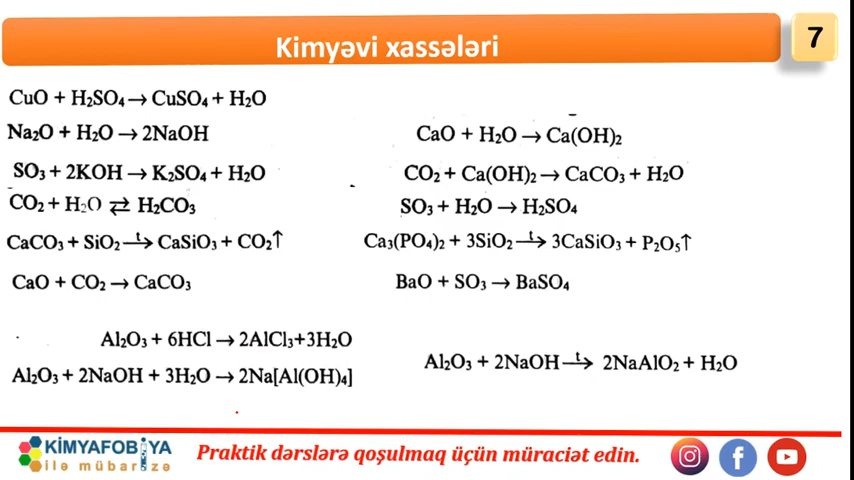 Kimyəvi xassələri
7
CuO + H₂SO₄ → CuSO₄ + H₂O
Na₂O + H₂O → 2NaOH
CaO + H₂O → Ca(OH)₂
SO₃ + 2KOH → K₂SO₄ + H₂O
CO₂ + Ca(OH)₂ → CaCO₃ + H₂O
CO₂ + H₂O ⇄ H₂CO₃
SO₃ + H₂O → H₂SO₄
CaCO₃ + SiO₂ –t→ CaSiO₃ + CO₂↑
Ca₃(PO₄)₂ + 3SiO₂ –t→ 3CaSiO₃ + P₂O₅↑
CaO + CO₂ → CaCO₃
BaO + SO₃ → BaSO₄
Al₂O₃ + 6HCl → 2AlCl₃+3H₂O
Al₂O₃ + 2NaOH –t→ 2NaAlO₂ + H₂O
Al₂O₃ + 2NaOH + 3H₂O → 2Na[Al(OH)₄]
KİMYAFOBİYA
ilə mübarizə
Praktik dərslərə qoşulmaq üçün müraciət edin.